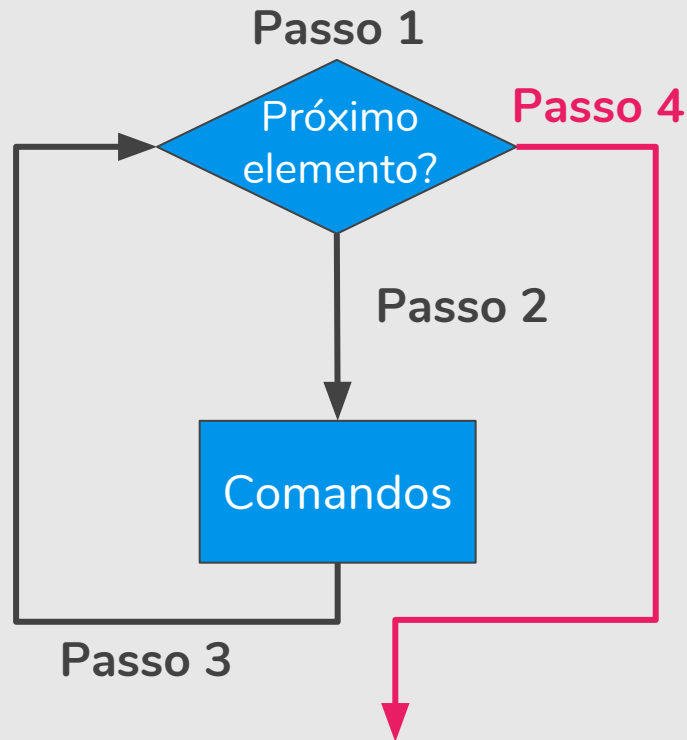 Passo 1
Próximo
elemento?
Passo 4
Passo 2
Comandos
Passo 3